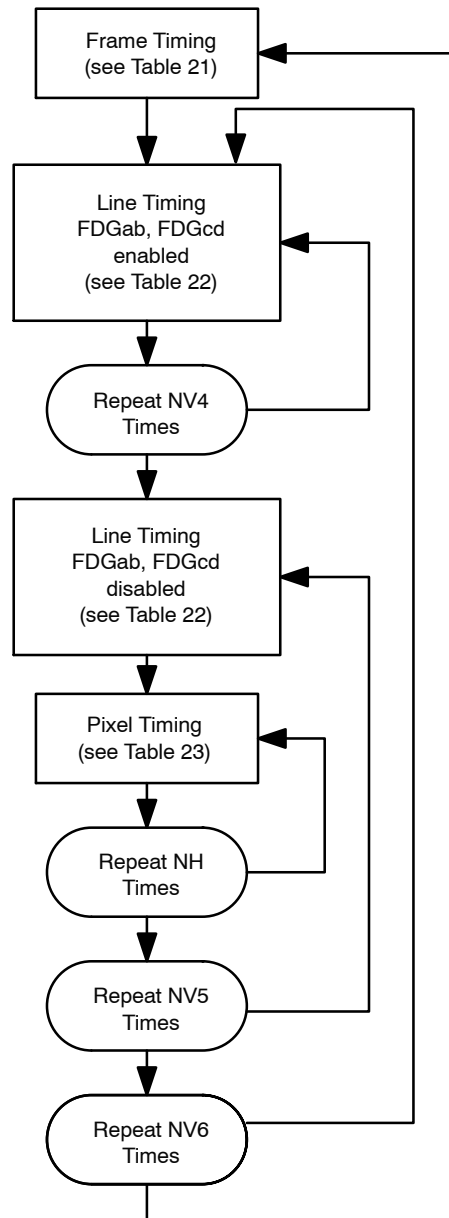 Frame Timing
(see Table 21)
Line Timing
FDGab, FDGcd
enabled
(see Table 22)
Repeat NV4
Times
Line Timing
FDGab, FDGcd
disabled
(see Table 22)
Pixel Timing
(see Table 23)
Repeat NH
Times
Repeat NV5
Times
Repeat NV6
Times